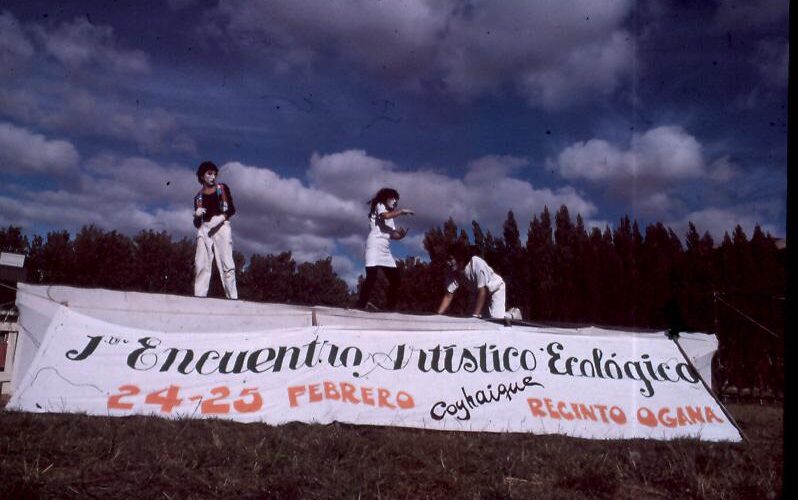 1er Encuentro Artístico Ecológico
24-25 FEBRERO Coyhaique RECINTO OGANA